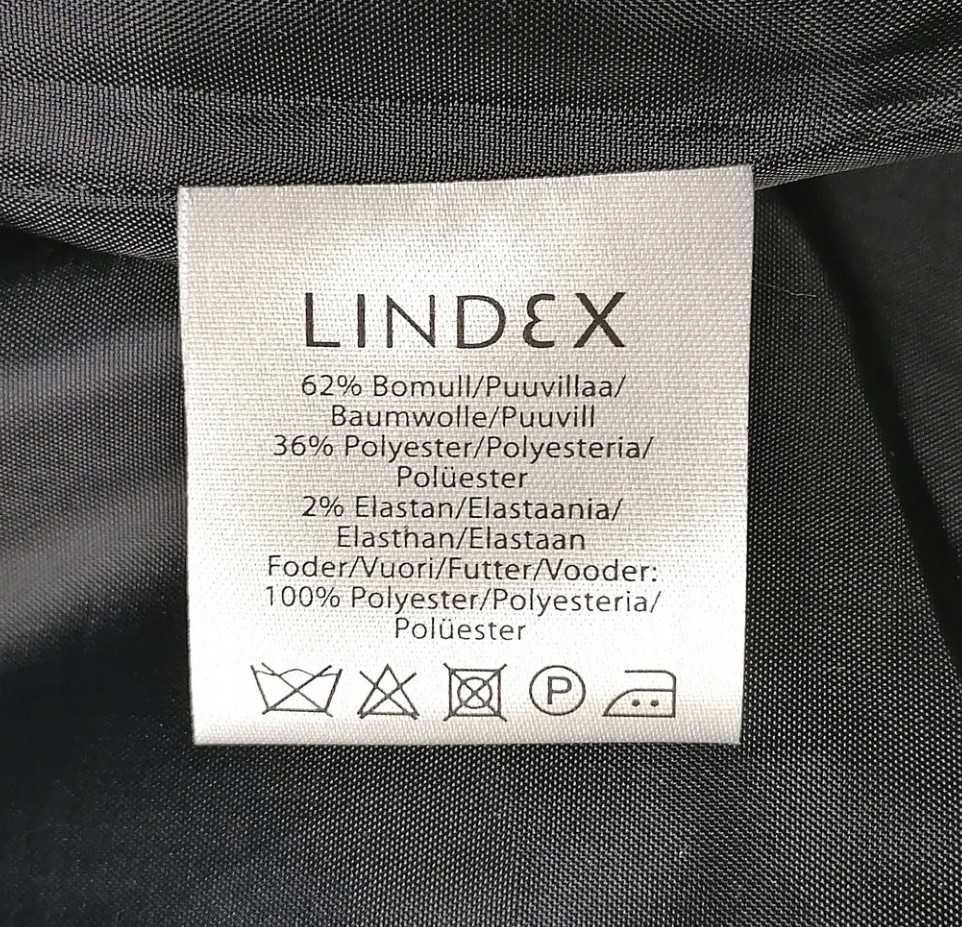 LINDEX
62% Bomull/Puuvillaa/
Baumwolle/Puuvill
36% Polyester/Polyesteria/
Polüester
2% Elastan/Elastaania/
Elasthan/Elastaan
Foder/Vuori/Futter/Vooder:
100% Polyester/Polyesteria/
Polüester
P